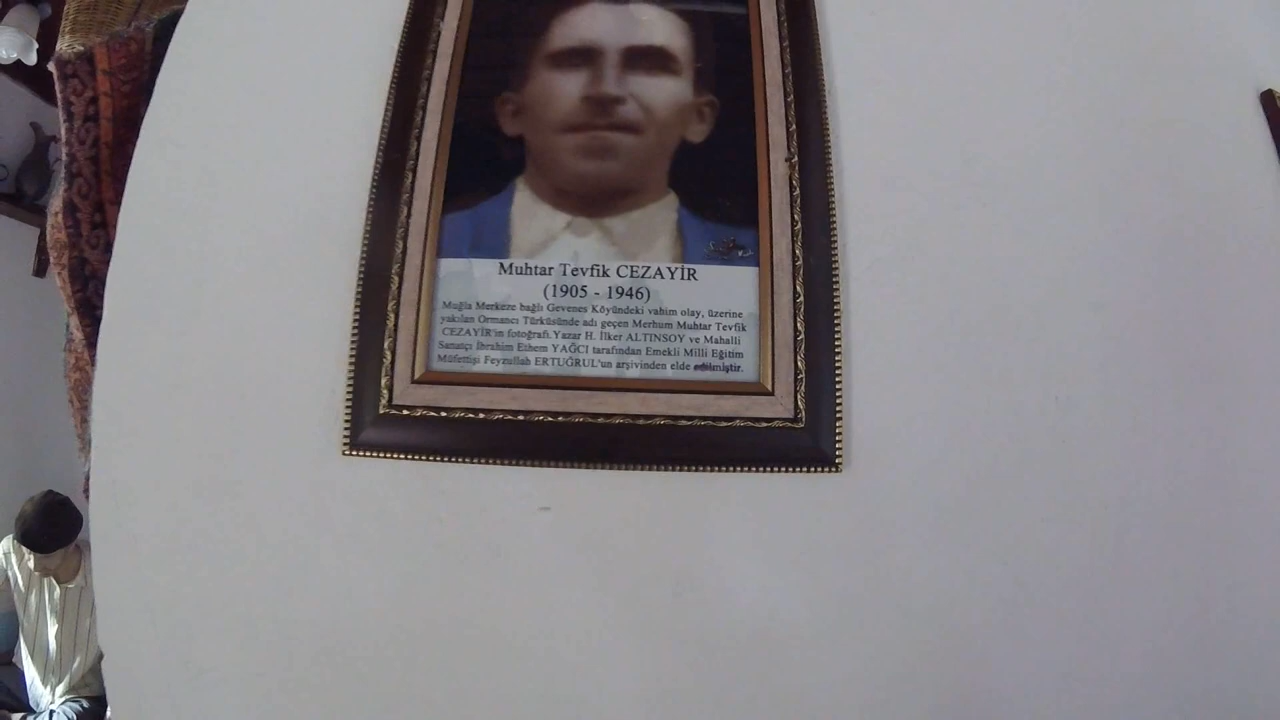 Muhtar Tevfik CEZAYİR
(1905 - 1946)
Muğla Merkeze bağlı Gevenes Köyündeki vahim olay, üzerine
yakılan Ormancı Türküsünde adı geçen Merhum Muhtar Tevfik
CEZAYİR'in fotoğrafı.Yazar H. İlker ALTINSOY ve Mahalli
Sanatçı İbrahim Ethem YAĞCI tarafından Emekli Milli Eğitim
Müfettişi Feyzullah ERTUĞRUL'un arşivinden elde edilmiştir.